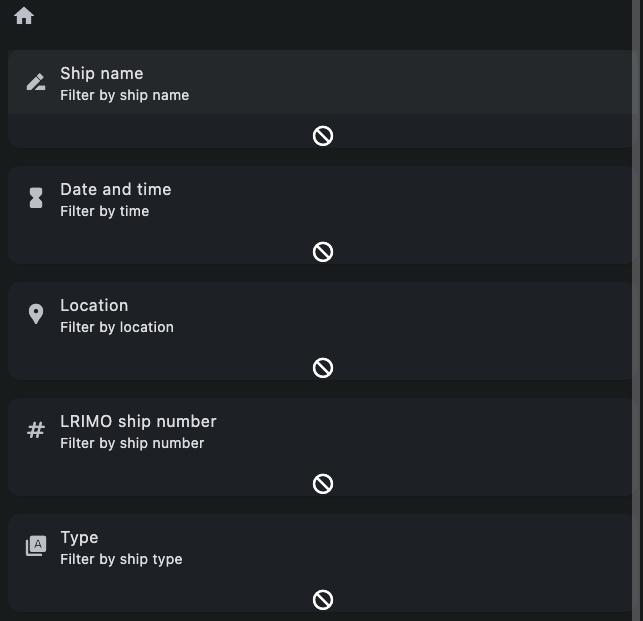 Ship name
Filter by ship name
Date and time
Filter by time
Location
Filter by location
# LRIMO ship number
Filter by ship number
A Type
Filter by ship type